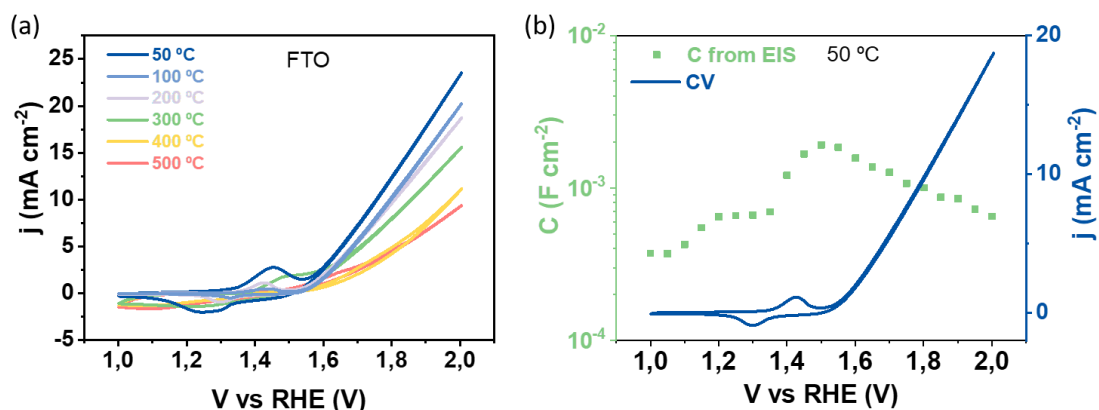 (a)
25
20
15
10
5
0
-5
j (mA cm-2)
50 ºC
100 ºC
200 ºC
300 ºC
400 ºC
500 ºC
FTO
1,0 1,2 1,4 1,6 1,8 2,0
V vs RHE (V)
(b)
10-2
10-3
10-4
C (F cm-2)
C from EIS
CV
50 ºC
20
10
0
j (mA cm-2)
1,0 1,2 1,4 1,6 1,8 2,0
V vs RHE (V)